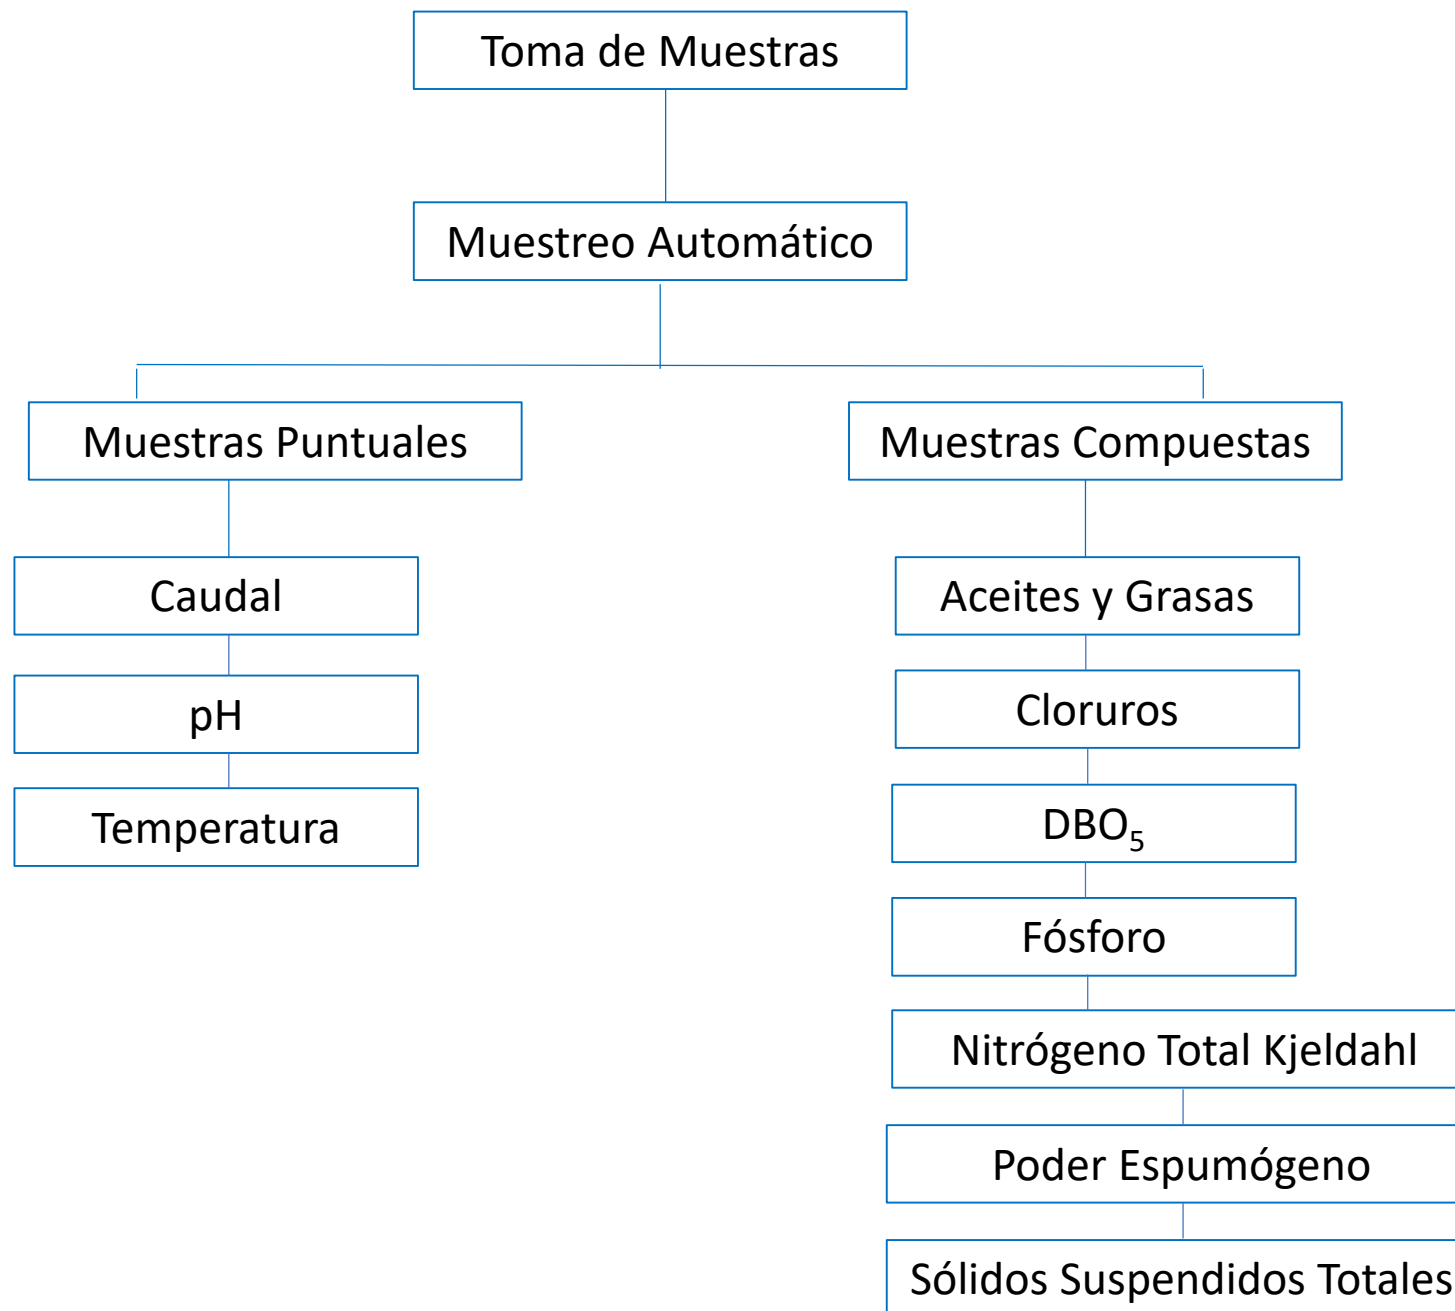 Toma de Muestras
Muestreo Automático
Muestras Puntuales
Caudal
pH
Temperatura
Muestras Compuestas
Aceites y Grasas
Cloruros
DBO₅
Fósforo
Nitrógeno Total Kjeldahl
Poder Espumógeno
Sólidos Suspendidos Totales